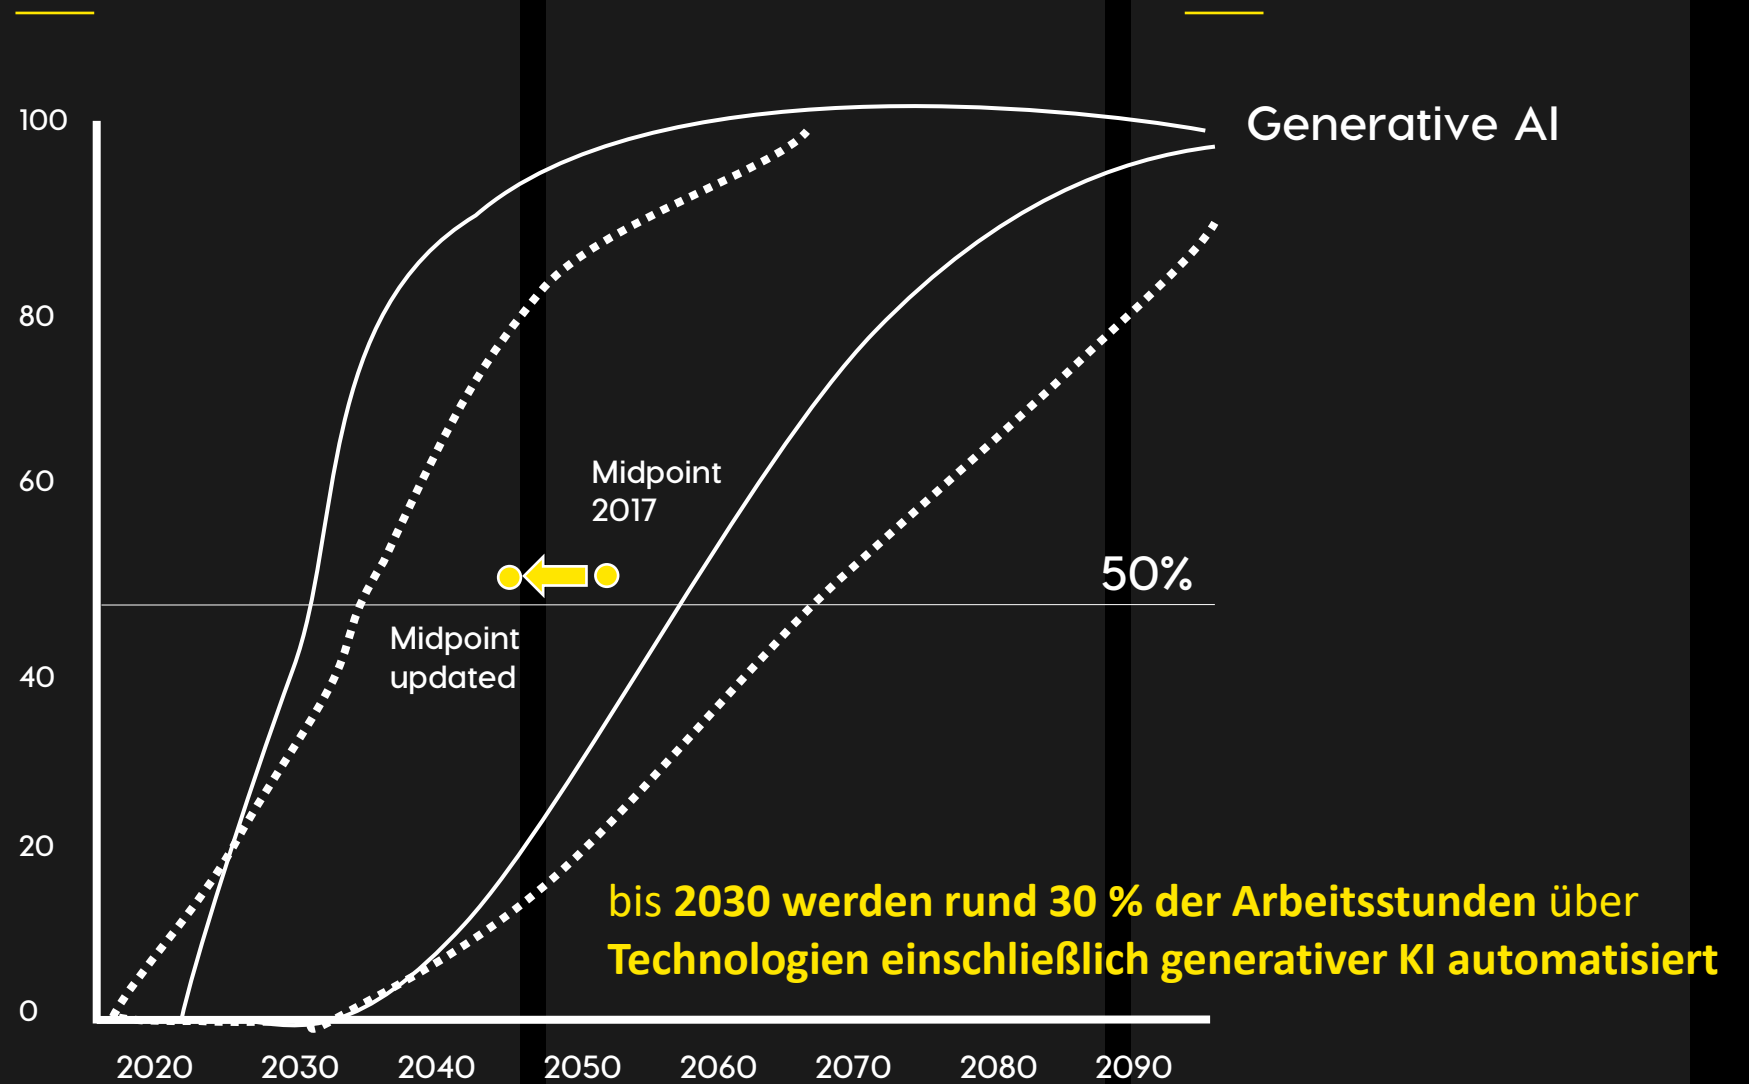 100
Generative AI
80
60
Midpoint
2017
50%
Midpoint
updated
40
20
bis 2030 werden rund 30 % der Arbeitsstunden über
Technologien einschließlich generativer KI automatisiert
0
2020 2030 2040 2050 2060 2070 2080 2090